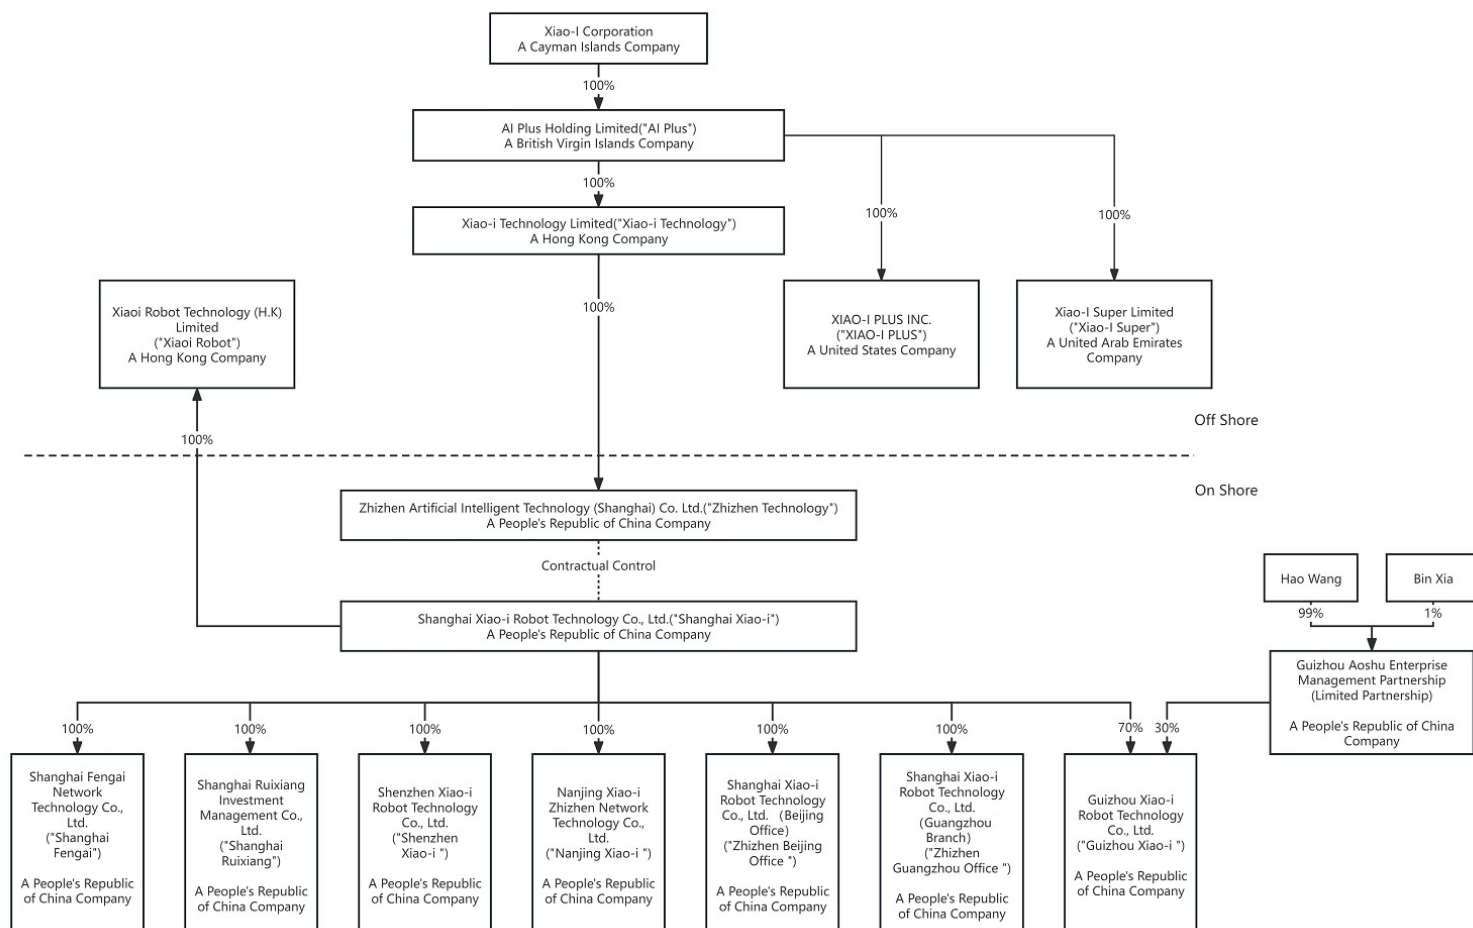 Xiao-I Corporation
A Cayman Islands Company
100%
AI Plus Holding Limited("AI Plus")
A British Virgin Islands Company
100%
Xiao-i Technology Limited("Xiao-i Technology")
A Hong Kong Company
100%
100%
100%
Xiaoi Robot Technology (H.K)
Limited
("Xiaoi Robot")
A Hong Kong Company
XIAO-I PLUS INC.
("XIAO-I PLUS")
A United States Company
Xiao-I Super Limited
("Xiao-I Super")
A United Arab Emirates
Company
Off Shore
100%
On Shore
Zhizhen Artificial Intelligent Technology (Shanghai) Co. Ltd.("Zhizhen Technology")
A People's Republic of China Company
Contractual Control
Shanghai Xiao-i Robot Technology Co., Ltd.("Shanghai Xiao-i")
A People's Republic of China Company
Hao Wang
Bin Xia
99%
1%
Guizhou Aoshu Enterprise
Management Partnership
(Limited Partnership)
A People's Republic of China
Company
100%
100%
100%
100%
100%
100%
70%
30%
Shanghai Fengai
Network
Technology Co.,
Ltd.
("Shanghai
Fengai")
A People's Republic
of China Company
Shanghai Ruixiang
Investment
Management Co.,
Ltd.
("Shanghai
Ruixiang")
A People's Republic
of China Company
Shenzhen Xiao-i
Robot Technology
Co., Ltd.
("Shenzhen
Xiao-i ")
A People's Republic
of China Company
Nanjing Xiao-i
Zhizhen Network
Technology Co.,
Ltd.
("Nanjing Xiao-i ")
A People's Republic
of China Company
Shanghai Xiao-i
Robot Technology
Co., Ltd. (Beijing
Office)
("Zhizhen Beijing
Office ")
A People's Republic
of China Company
Shanghai Xiao-i
Robot Technology
Co., Ltd.
(Guangzhou
Branch)
("Zhizhen
Guangzhou Office ")
A People's Republic
of China Company
Guizhou Xiao-i
Robot Technology
Co., Ltd.
("Guizhou Xiao-i ")
A People's Republic
of China Company